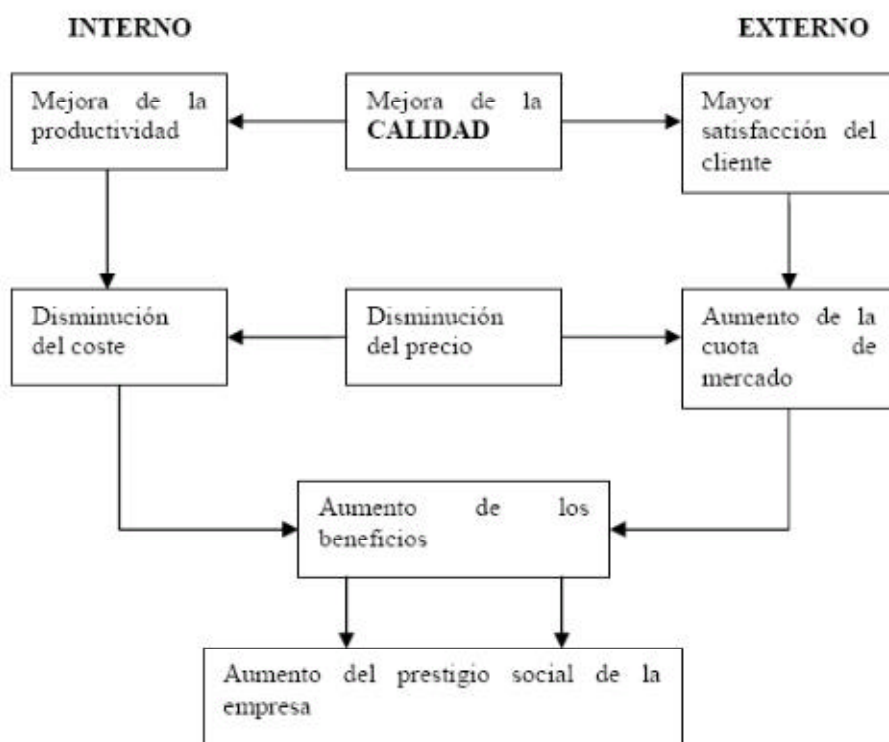 INTERNO
EXTERNO
Mejora de la
productividad
Mejora de la
CALIDAD
Mayor
satisfacción del
cliente
Disminución
del coste
Disminución
del precio
Aumento de la
cuota de
mercado
Aumento de los
beneficios
Aumento del prestigio social de la
empresa